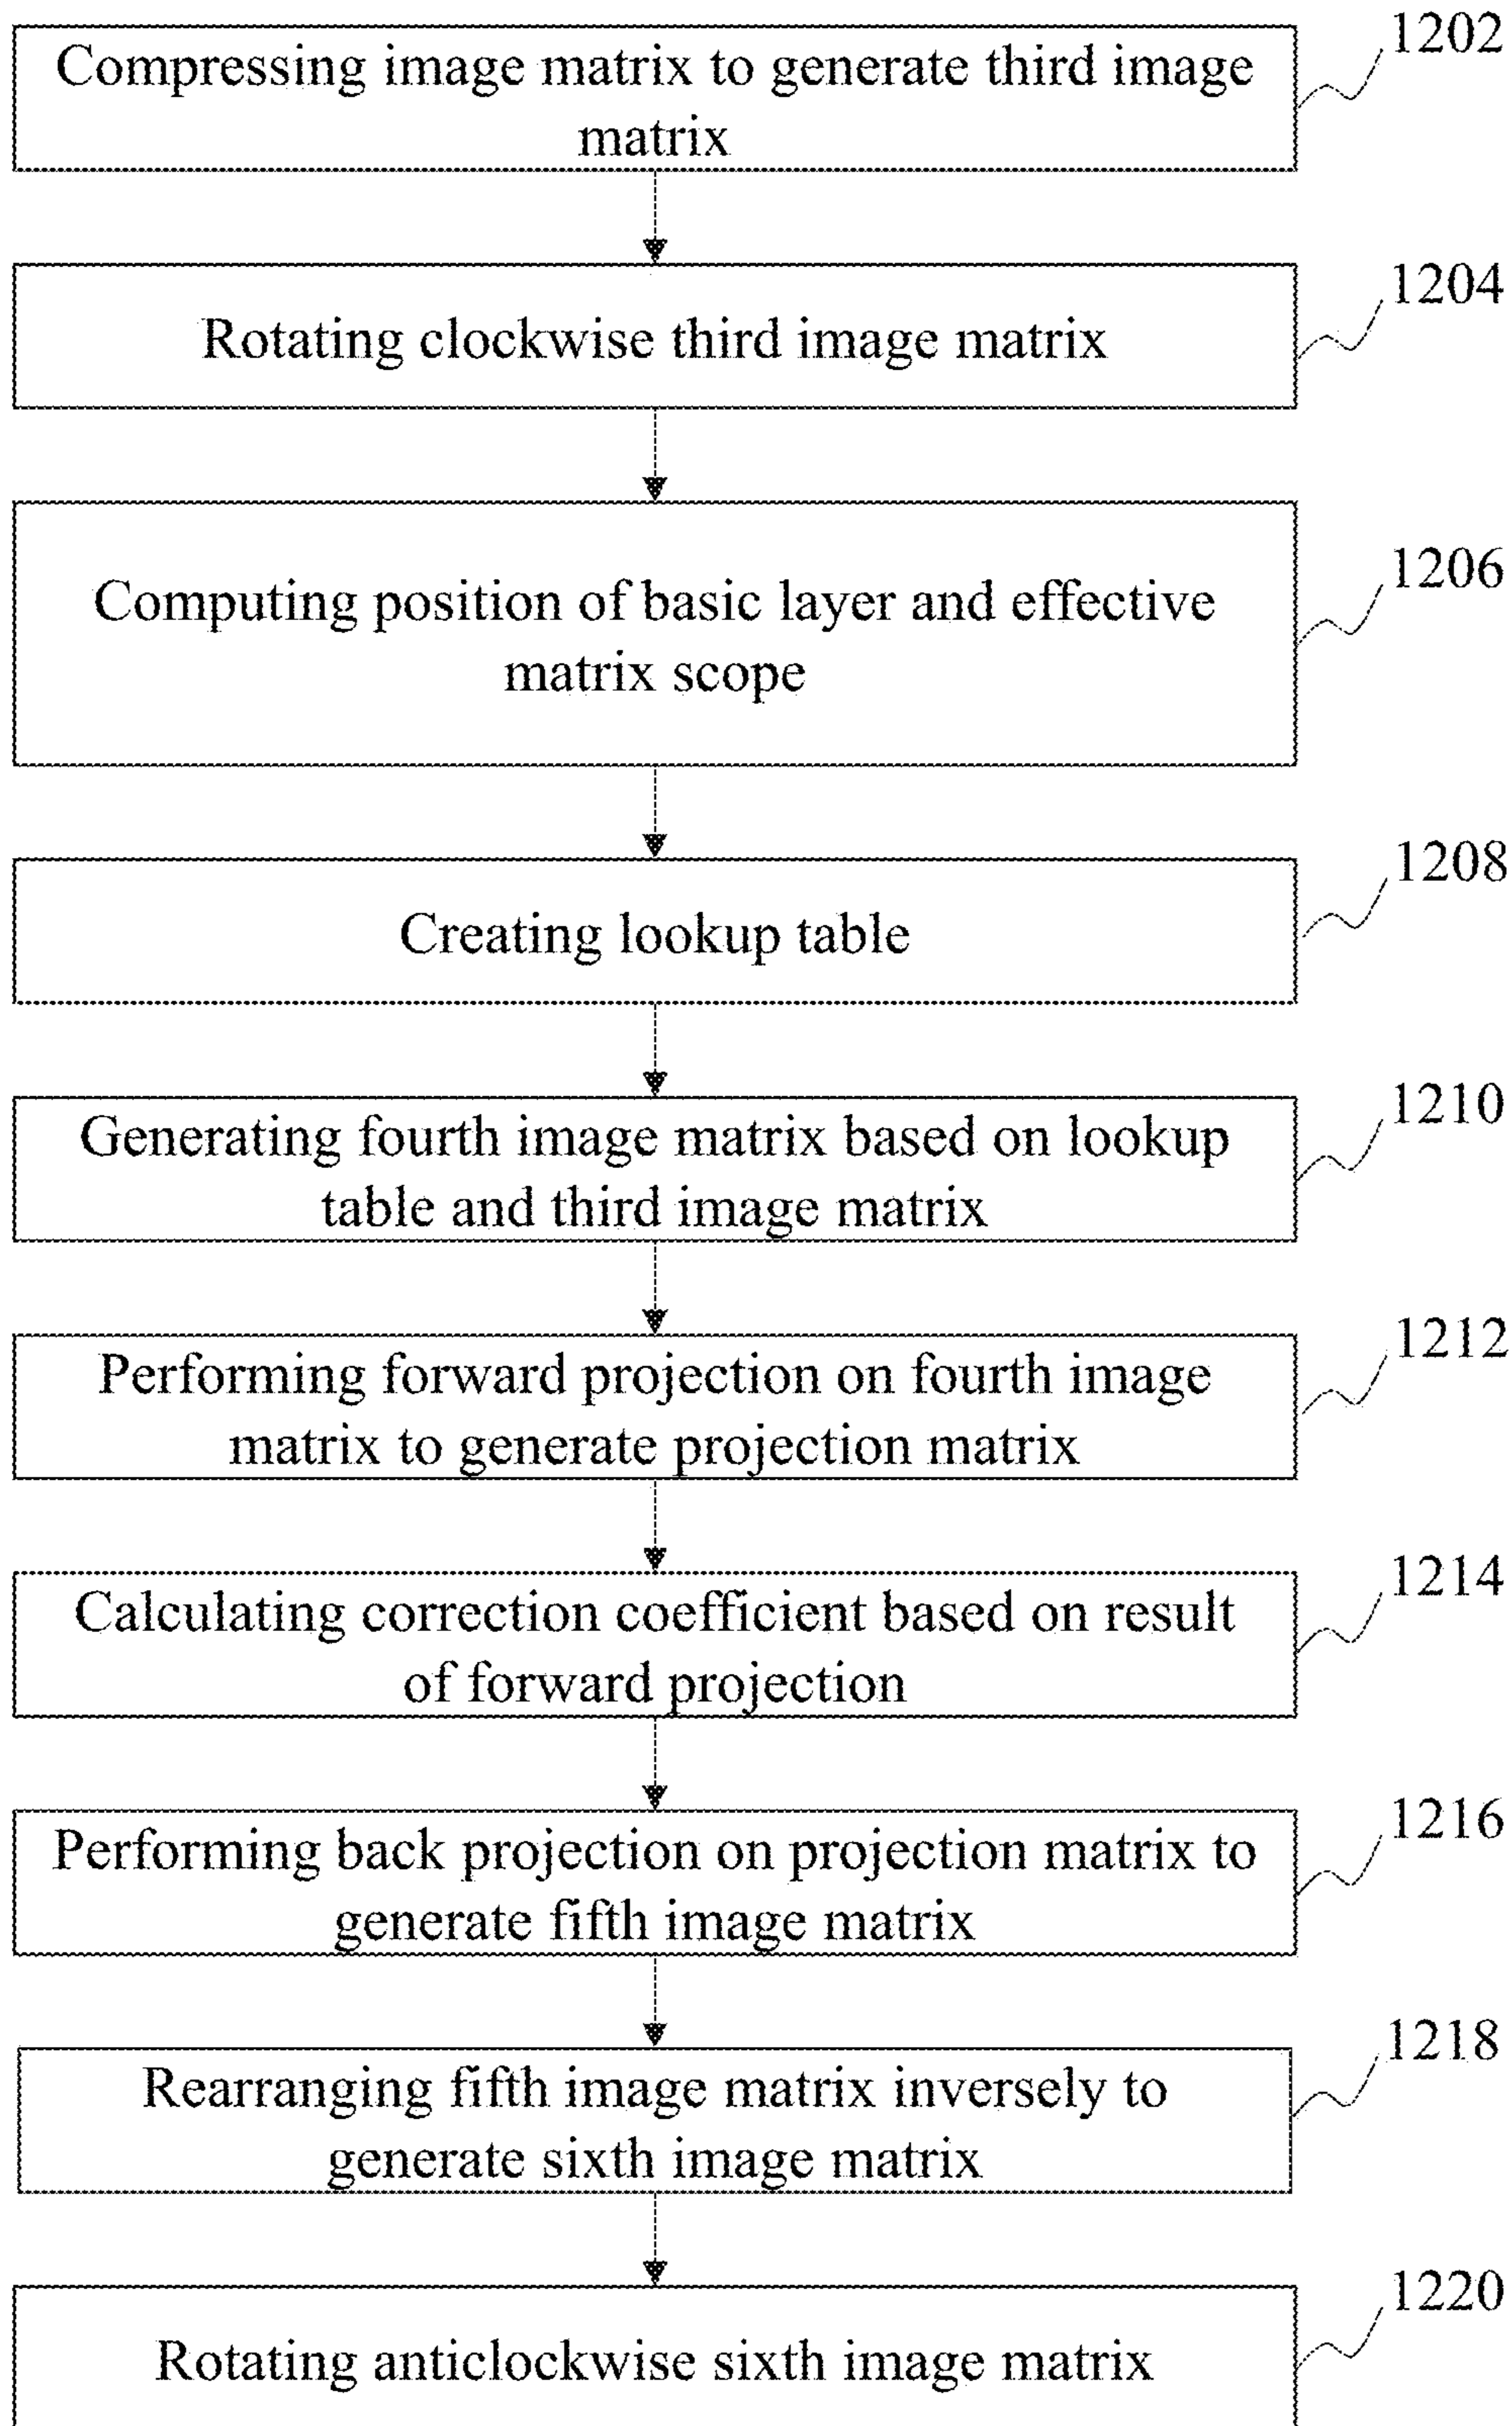 1202
Compressing image matrix to generate third image
matrix
1204
Rotating clockwise third image matrix
1206
Computing position of basic layer and effective
matrix scope
1208
Creating lookup table
1210
Generating fourth image matrix based on lookup
table and third image matrix
1212
Performing forward projection on fourth image
matrix to generate projection matrix
1214
Calculating correction coefficient based on result
of forward projection
1216
Performing back projection on projection matrix to
generate fifth image matrix
1218
Rearranging fifth image matrix inversely to
generate sixth image matrix
1220
Rotating anticlockwise sixth image matrix